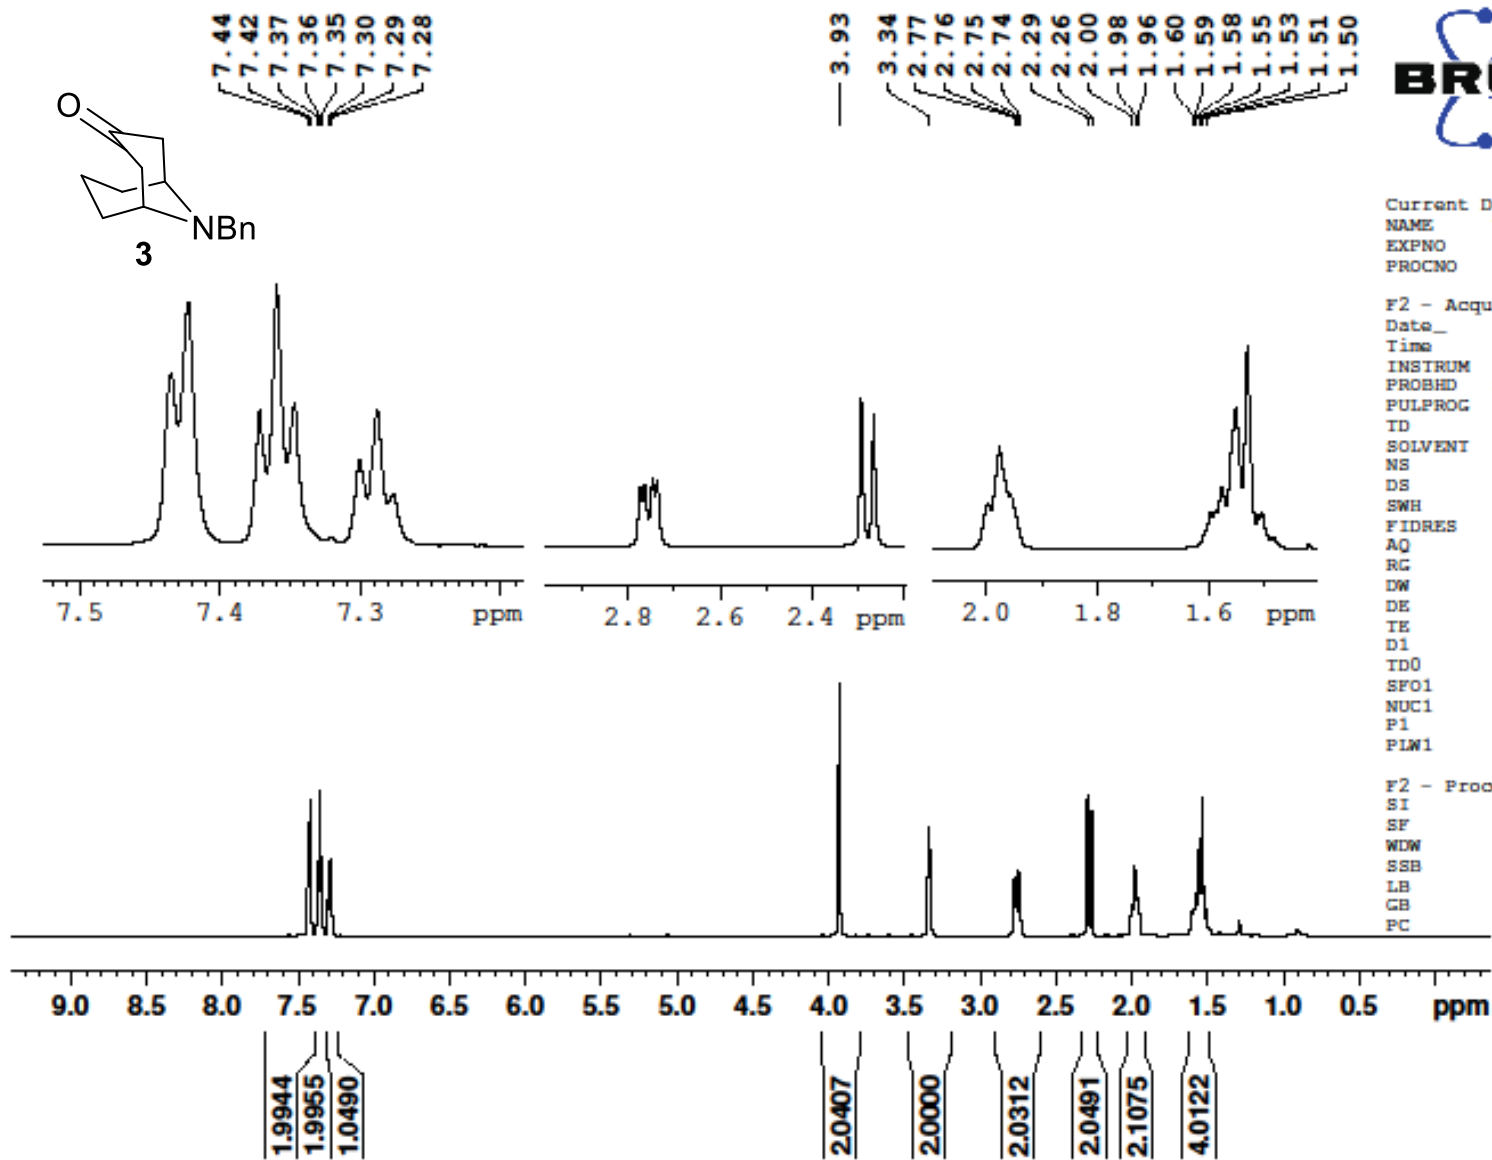 7.44
7.42
7.37
7.36
7.35
7.30
7.29
7.28
3.93
3.34
2.77
2.76
2.75
2.74
2.29
2.26
2.00
1.98
1.96
1.60
1.59
1.58
1.55
1.53
1.51
1.50
BRU
O
NBn
3
Current D
NAME
EXPNO
PROCNO
F2 - Acqu
Date_
Time
INSTRUM
PROBHD
PULPROG
TD
SOLVENT
NS
DS
SWH
FIDRES
AQ
RG
DW
DE
TE
D1
TD0
SFO1
NUC1
P1
PLW1
F2 - Proc
SI
SF
WDW
SSB
LB
GB
PC
7.5 7.4 7.3 ppm
2.8 2.6 2.4 ppm
2.0 1.8 1.6 ppm
9.0 8.5 8.0 7.5 7.0 6.5 6.0 5.5 5.0 4.5 4.0 3.5 3.0 2.5 2.0 1.5 1.0 0.5 ppm
1.9944
1.9955
1.0490
2.0407
2.0000
2.0312
2.0491
2.1075
4.0122